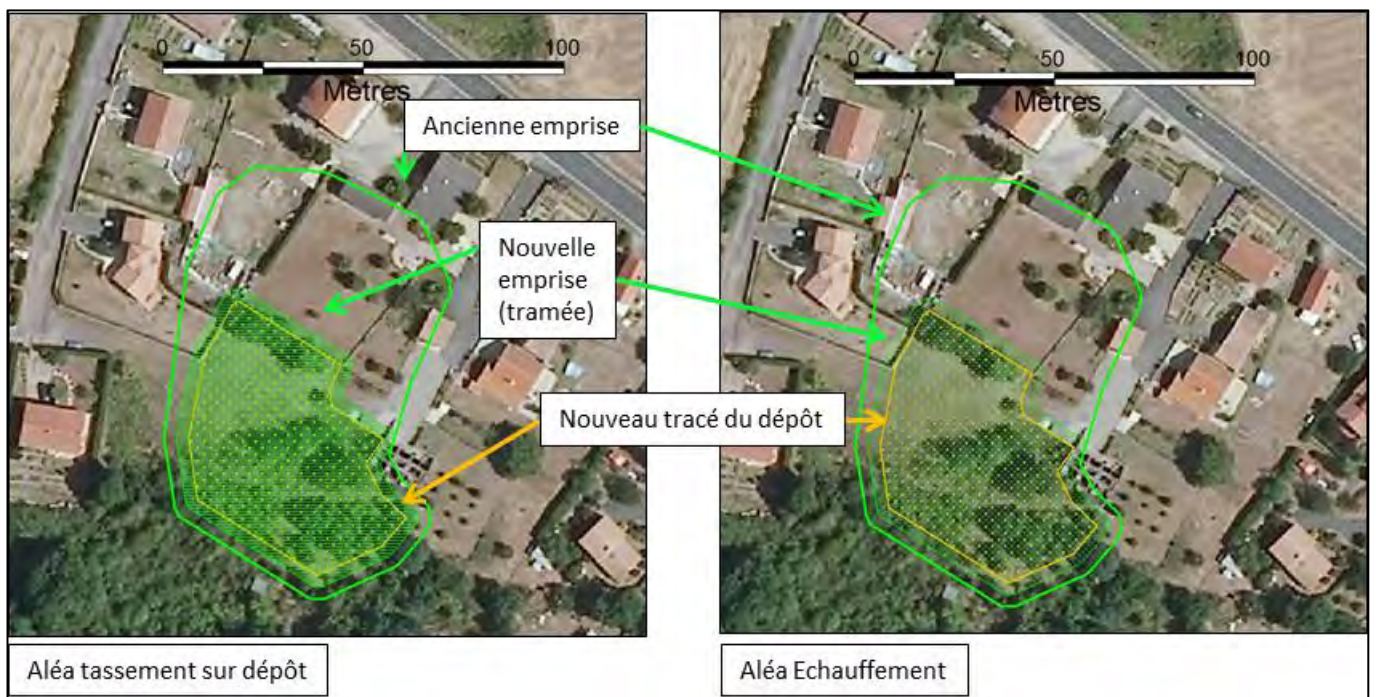 0 50 100
Mètres
Ancienne emprise
Nouvelle
emprise
(tramée)
Nouveau tracé du dépôt
Aléa tassement sur dépôt
0 50 100
Mètres
Aléa Echauffement